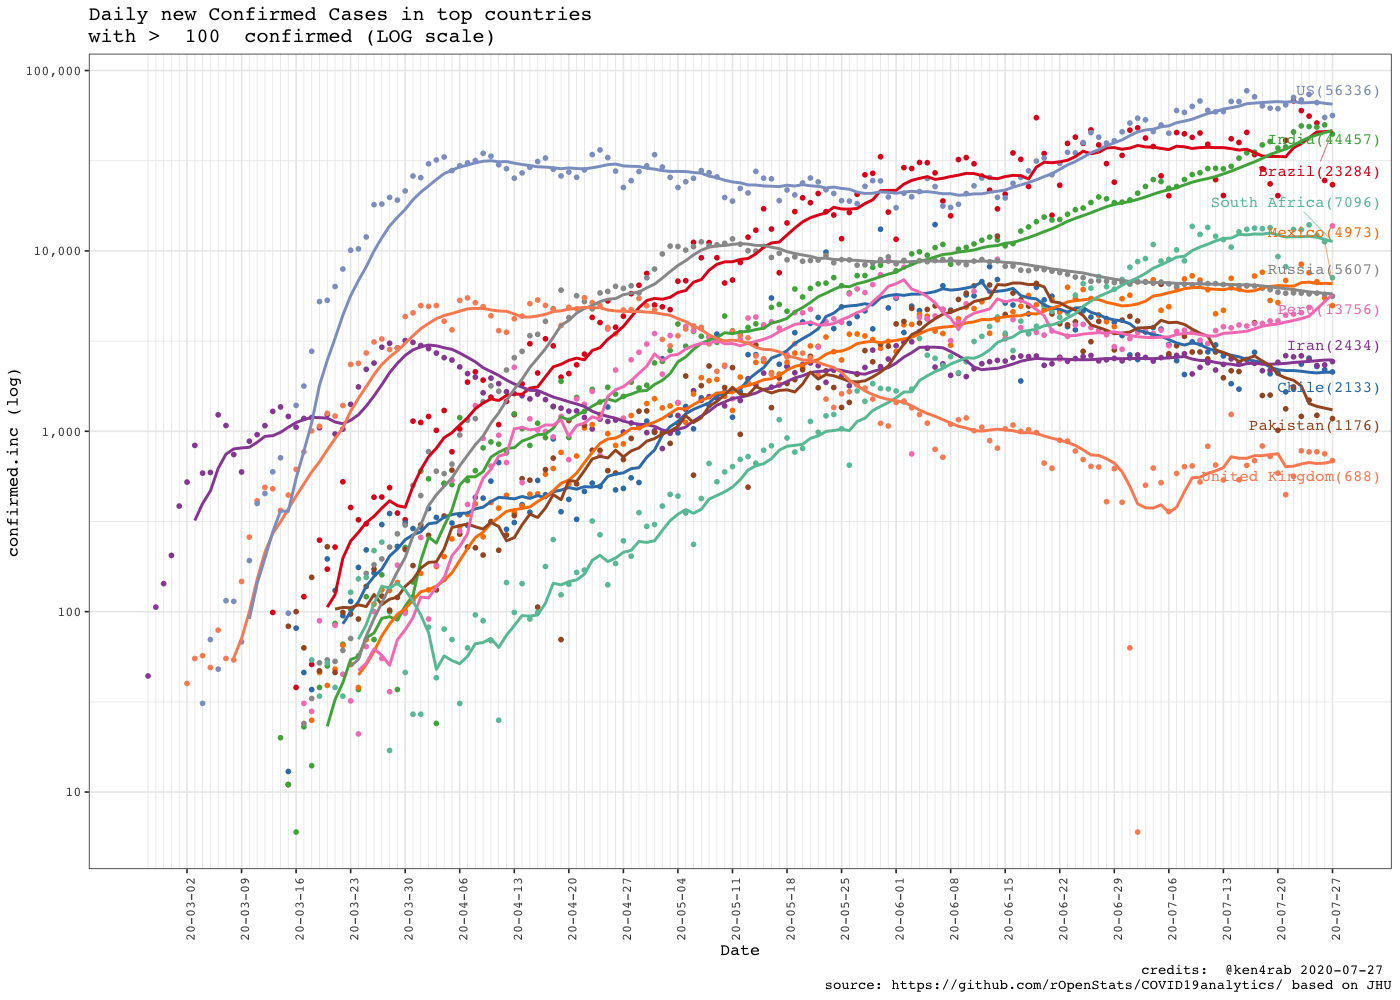 Daily new Confirmed Cases in top countries
with >  100  confirmed (LOG scale)
confirmed.inc (log)
100,000
10,000
1,000
100
10
US(56336)
India(44457)
Brazil(23284)
South Africa(7096)
Mexico(4973)
Russia(5607)
Peru(13756)
Iran(2434)
Chile(2133)
Pakistan(1176)
United Kingdom(688)
20-03-02
20-03-09
20-03-16
20-03-23
20-03-30
20-04-06
20-04-13
20-04-20
20-04-27
20-05-04
20-05-11
20-05-18
20-05-25
20-06-01
20-06-08
20-06-15
20-06-22
20-06-29
20-07-06
20-07-13
20-07-20
20-07-27
Date
credits:  @ken4rab 2020-07-27
source: https://github.com/rOpenStats/COVID19analytics/ based on JHU